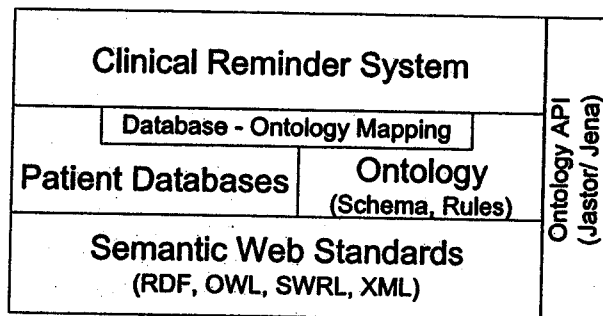 Clinical Reminder System
Database - Ontology Mapping
Patient Databases
Ontology
(Schema, Rules)
Semantic Web Standards
(RDF, OWL, SWRL, XML)
Ontology API
(Jastor/ Jena)